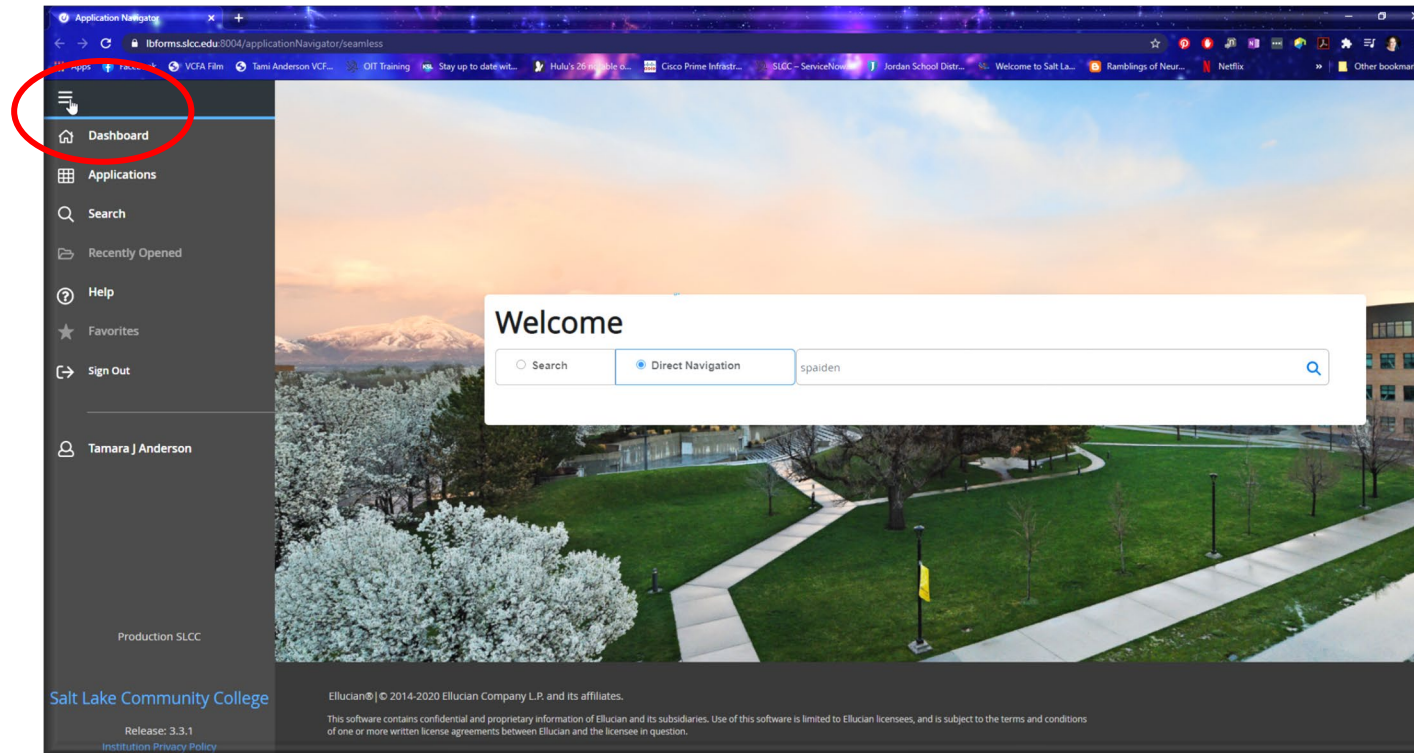 Application Navigator
lbforms.slcc.edu:8004/applicationNavigator/seamless
Apps Facebook VCFA Film Tami Anderson VCF... OIT Training Stay up to date wit... Hulu's 26 notable o... Cisco Prime Infrastr... SLCC – ServiceNow Jordan School Distr... Welcome to Salt La... Ramblings of Neur... Netflix » Other bookmar
Dashboard
Applications
Search
Recently Opened
Help
Favorites
Sign Out
Tamara J Anderson
Welcome
Search Direct Navigation spaiden
Production SLCC
Salt Lake Community College
Release: 3.3.1
Institution Privacy Policy
Ellucian®|© 2014-2020 Ellucian Company L.P. and its affiliates.
This software contains confidential and proprietary information of Ellucian and its subsidiaries. Use of this software is limited to Ellucian licensees, and is subject to the terms and conditions
of one or more written license agreements between Ellucian and the licensee in question.